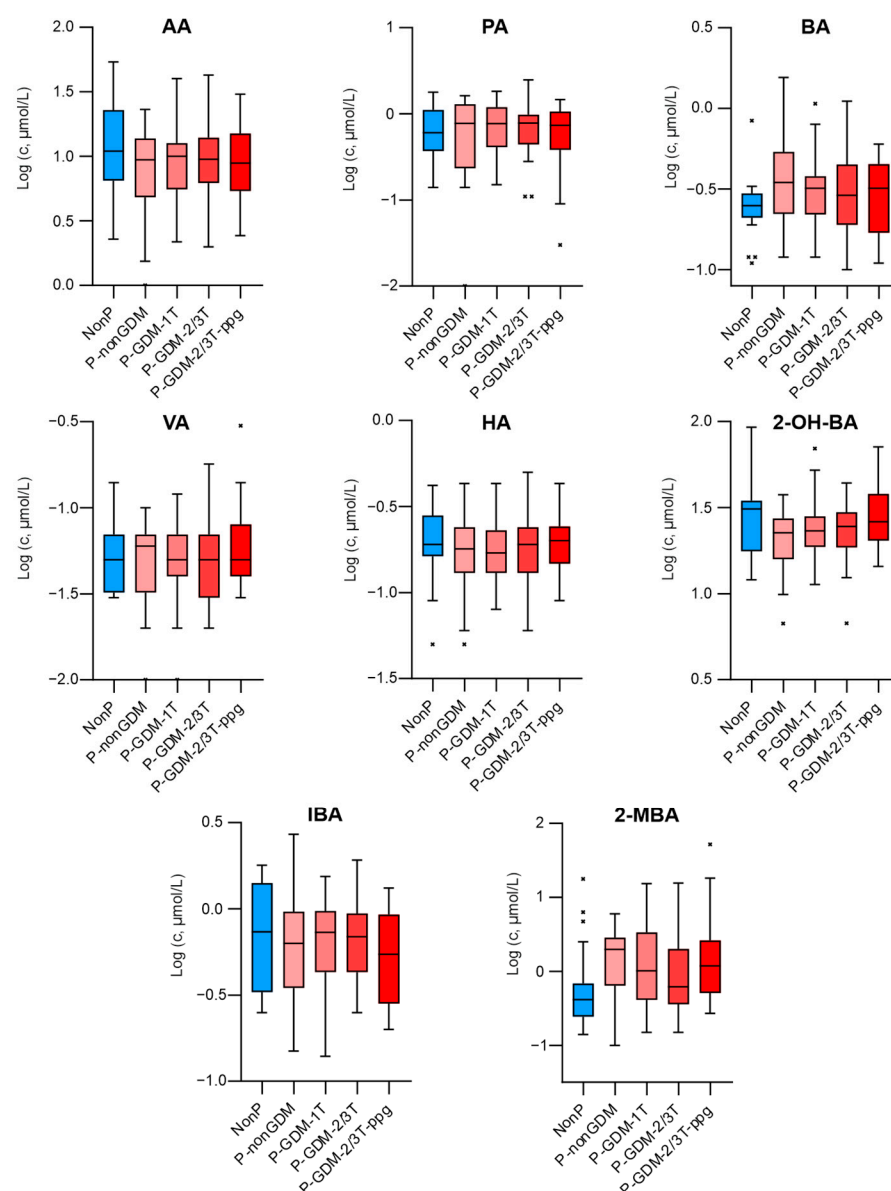 AA
Log (c, µmol/L)
2.0
1.5
1.0
0.5
0.0
NonP
P-nonGDM
P-GDM-1T
P-GDM-2/3T
P-GDM-2/3T-ppg
PA
Log (c, µmol/L)
1
0
−1
−2
NonP
P-nonGDM
P-GDM-1T
P-GDM-2/3T
P-GDM-2/3T-ppg
BA
Log (c, µmol/L)
0.0
−0.5
−1.0
NonP
P-nonGDM
P-GDM-1T
P-GDM-2/3T
P-GDM-2/3T-ppg
VA
Log (c, µmol/L)
−0.5
−1.0
−1.5
−2.0
NonP
P-nonGDM
P-GDM-1T
P-GDM-2/3T
P-GDM-2/3T-ppg
HA
Log (c, µmol/L)
0.0
−0.5
−1.0
−1.5
NonP
P-nonGDM
P-GDM-1T
P-GDM-2/3T
P-GDM-2/3T-ppg
2-OH-BA
Log (c, µmol/L)
2.0
1.5
1.0
0.5
NonP
P-nonGDM
P-GDM-1T
P-GDM-2/3T
P-GDM-2/3T-ppg
IBA
Log (c, µmol/L)
0.5
0.0
−0.5
−1.0
NonP
P-nonGDM
P-GDM-1T
P-GDM-2/3T
P-GDM-2/3T-ppg
2-MBA
Log (c, µmol/L)
2
1
0
−1
NonP
P-nonGDM
P-GDM-1T
P-GDM-2/3T
P-GDM-2/3T-ppg